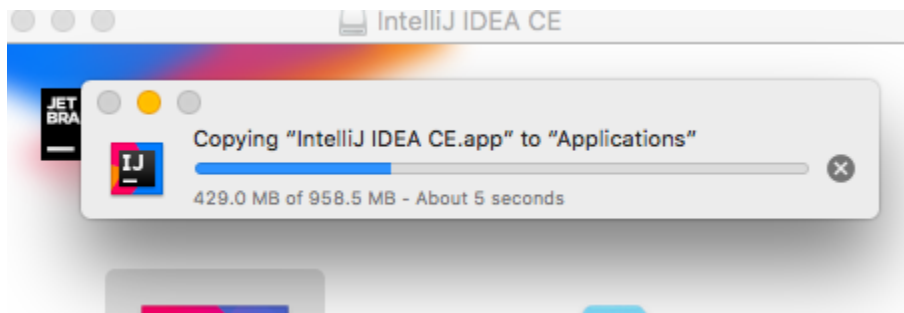 IntelliJ IDEA CE
JET
BRA
Copying “IntelliJ IDEA CE.app” to “Applications”
IJ
429.0 MB of 958.5 MB - About 5 seconds